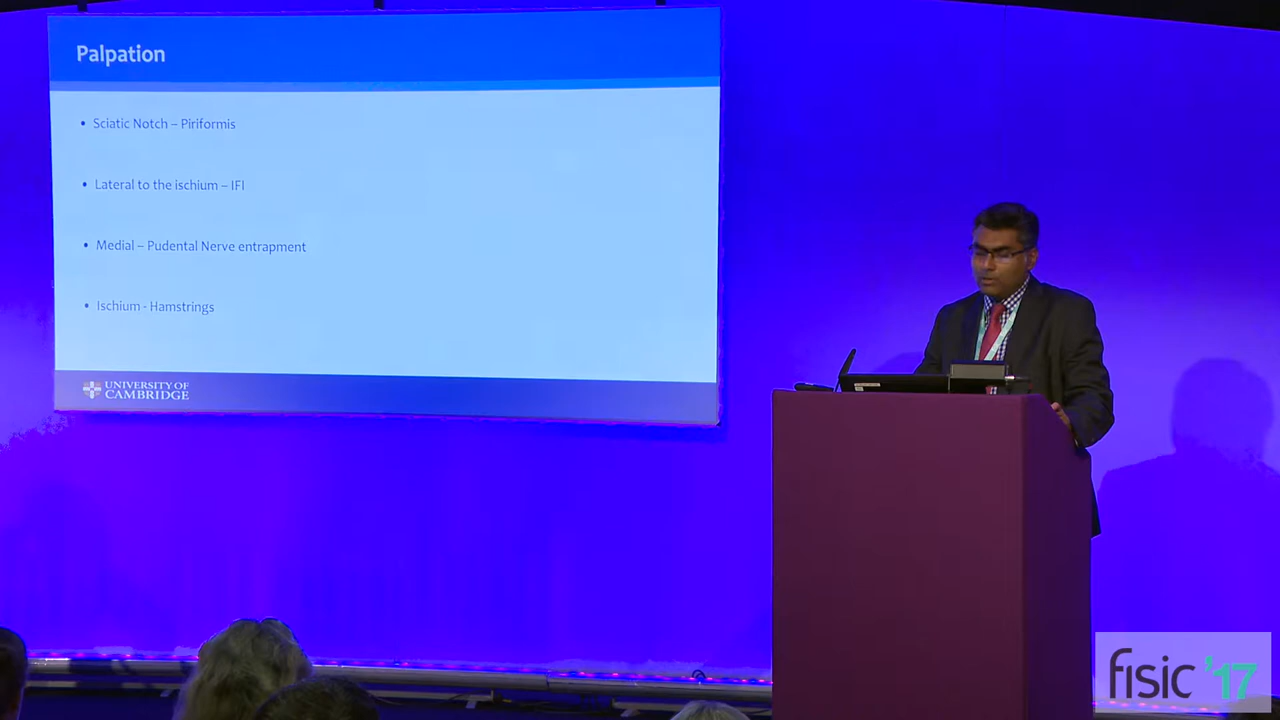 Palpation
• Sciatic Notch – Piriformis
• Lateral to the ischium – IFI
• Medial – Pudental Nerve entrapment
• Ischium - Hamstrings
UNIVERSITY OF
CAMBRIDGE
fisic '17